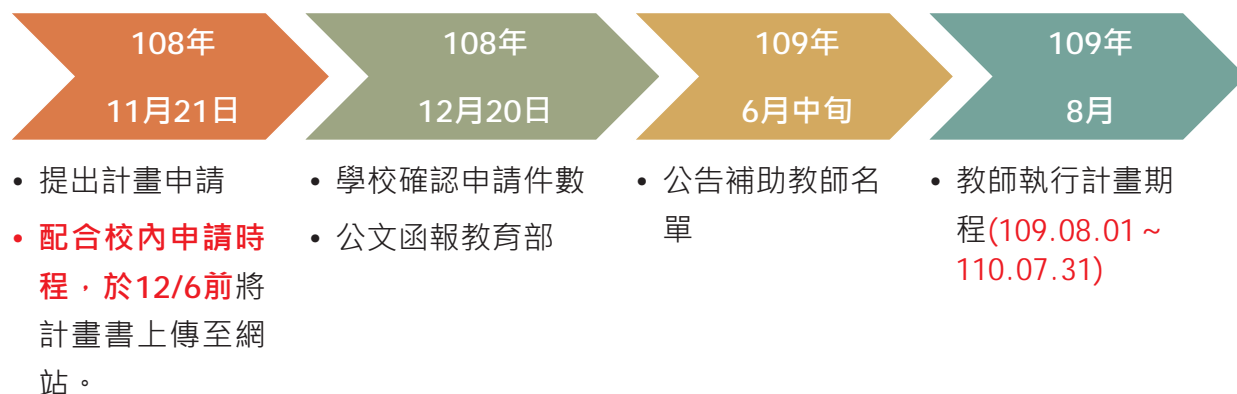 108年
11月21日
• 提出計畫申請
• 配合校內申請時
程，於12/6前將
計畫書上傳至網
站。
108年
12月20日
• 學校確認申請件數
• 公文函報教育部
109年
6月中旬
• 公告補助教師名
單
109年
8月
• 教師執行計畫期
程(109.08.01～
110.07.31)